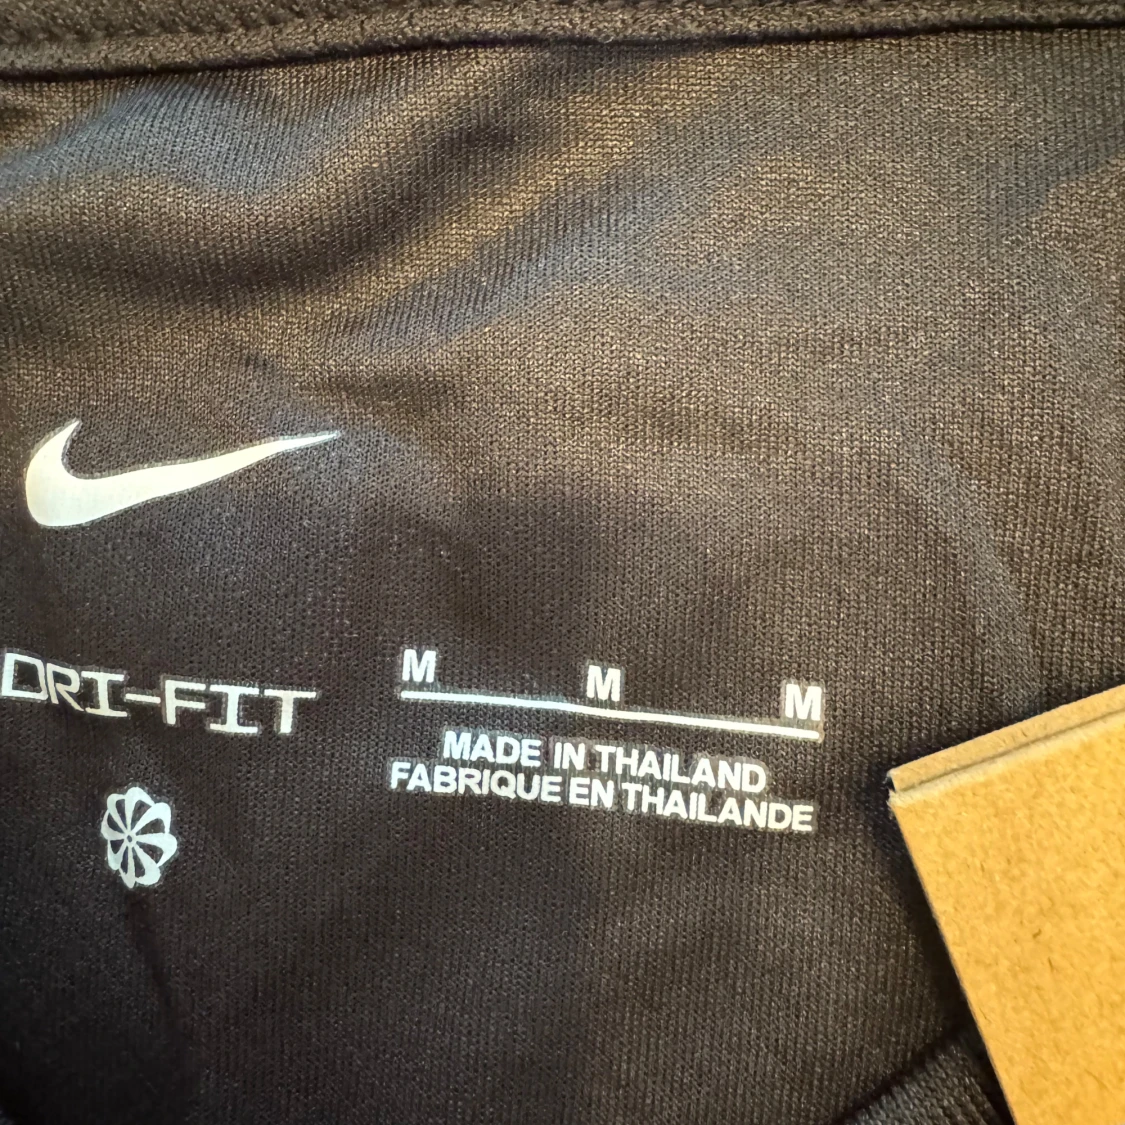 DRI-FIT
M M M
MADE IN THAILAND
FABRIQUE EN THAILANDE